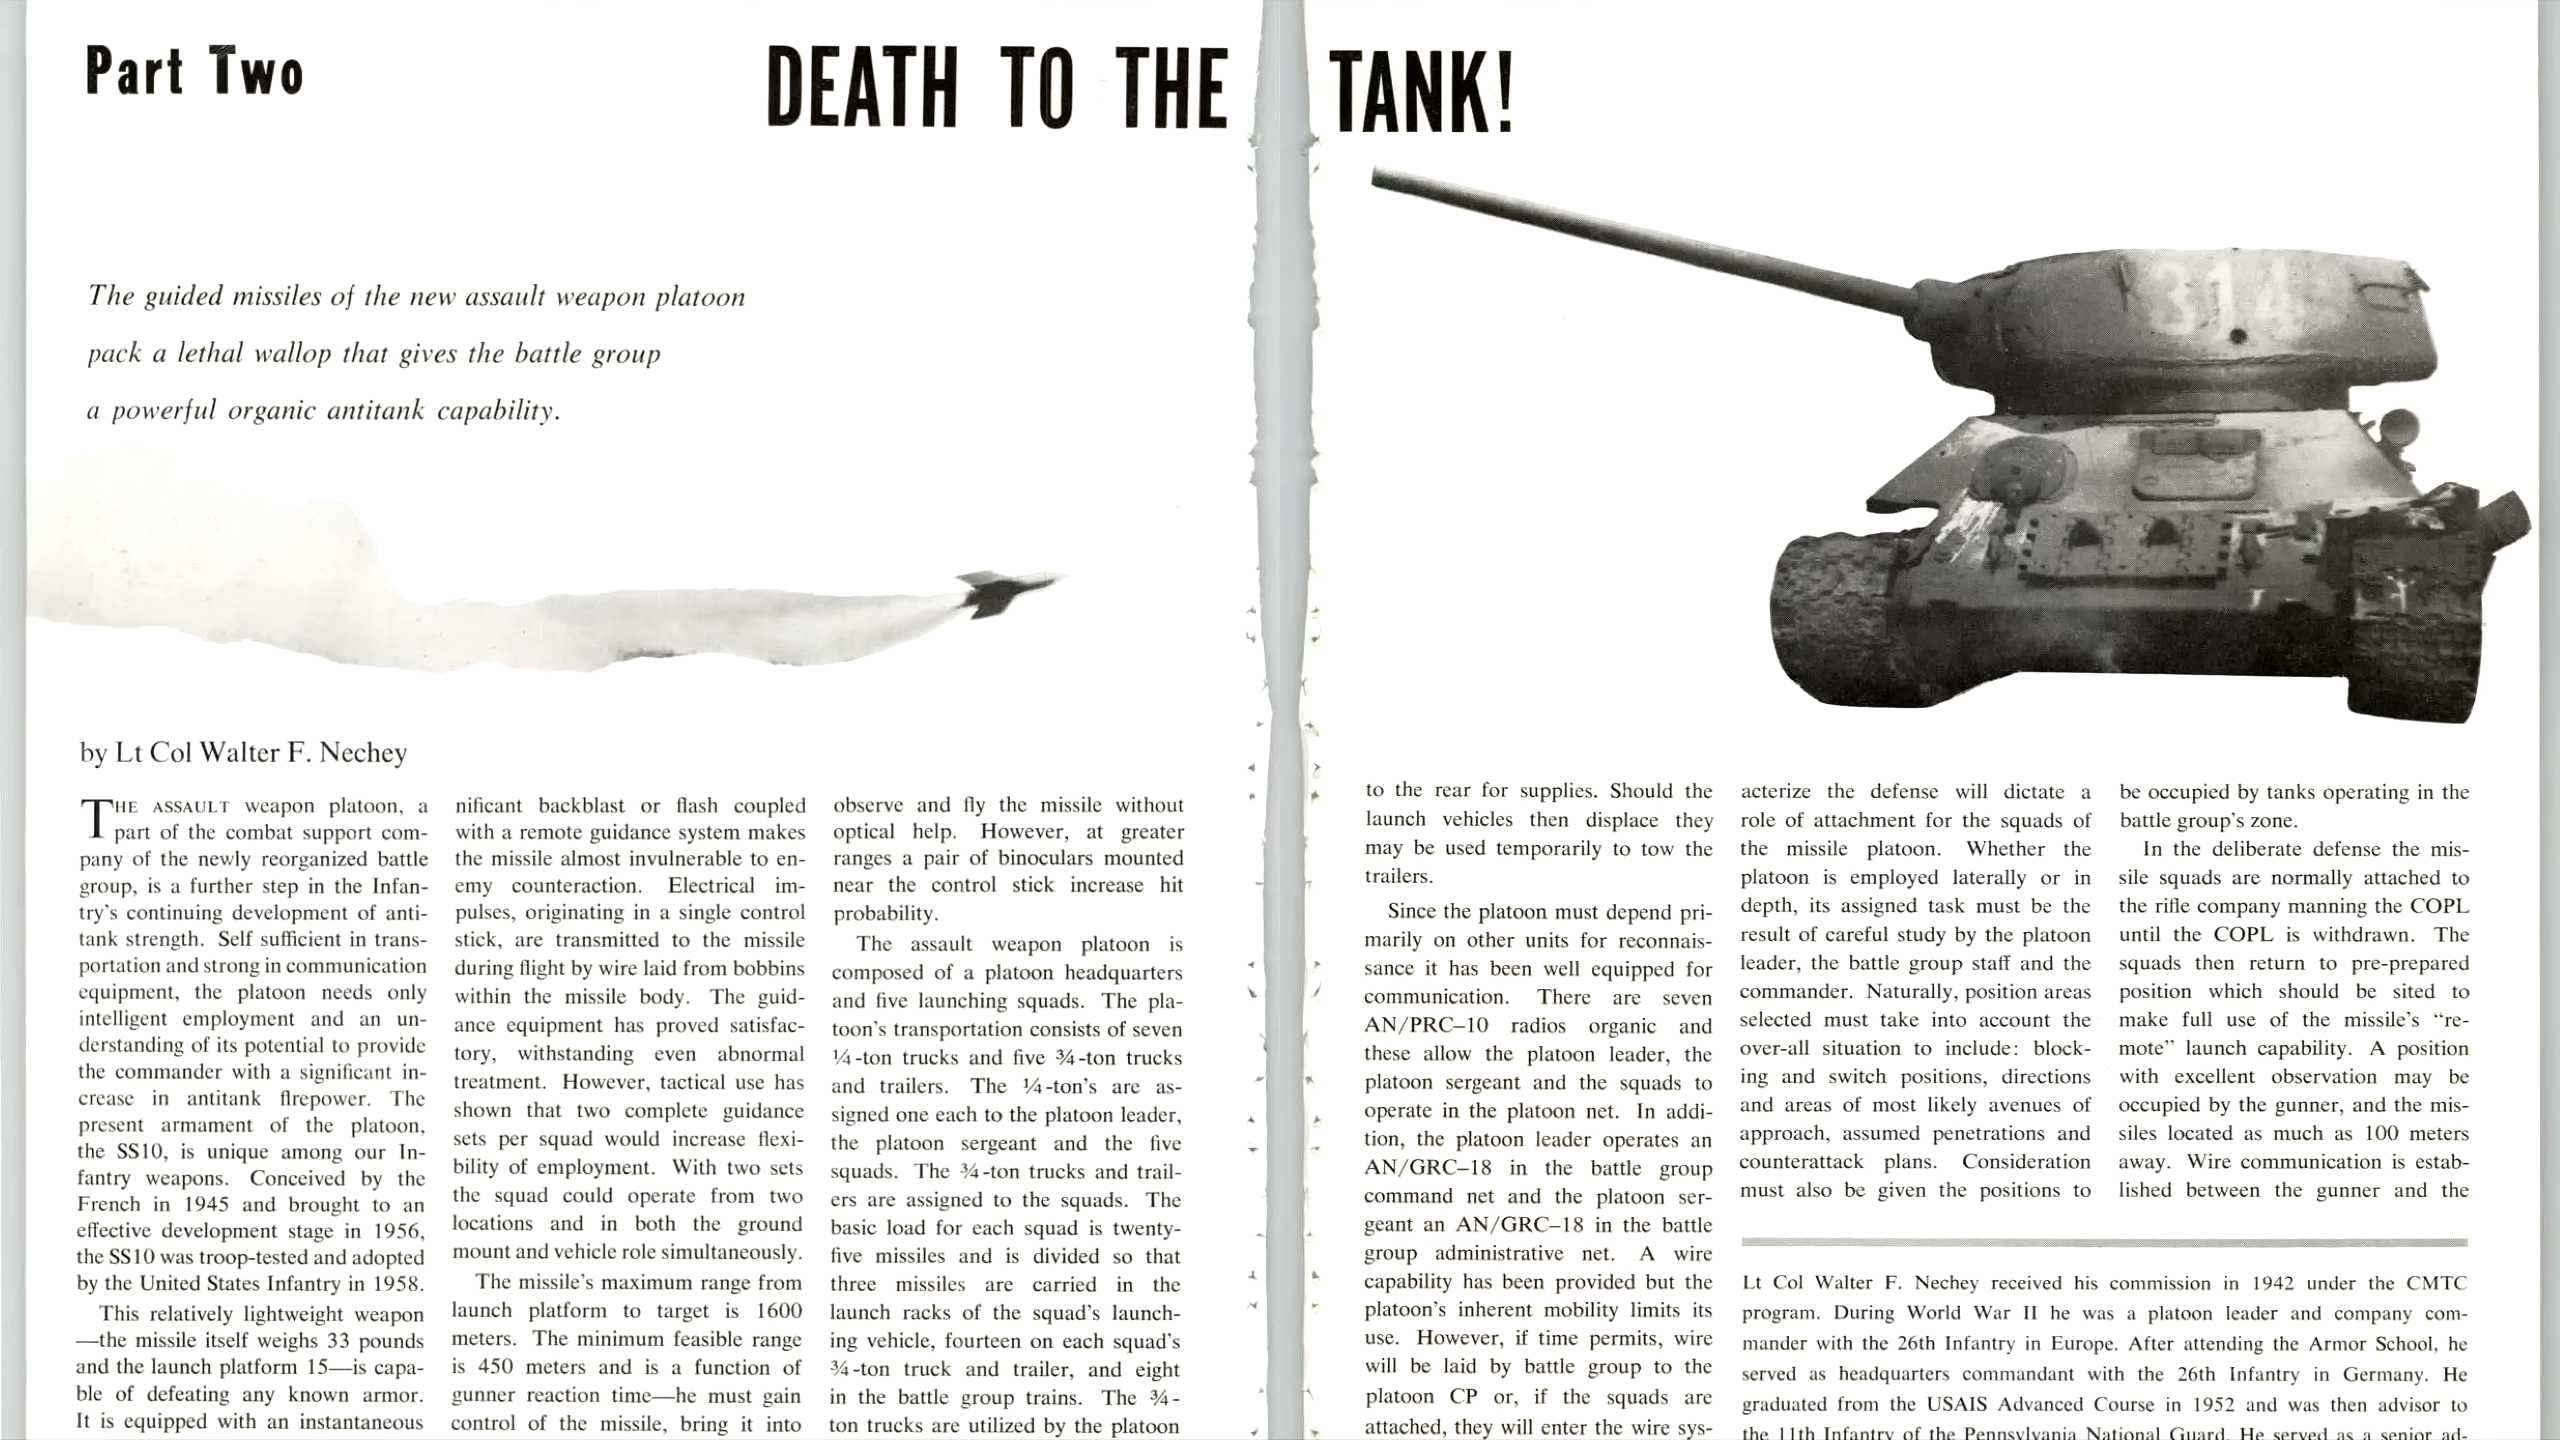 Part Two
DEATH TO THE TANK!
The guided missiles of the new assault weapon platoon
pack a lethal wallop that gives the battle group
a powerful organic antitank capability.
314
by Lt Col Walter F. Nechey
THE ASSAULT weapon platoon, a
part of the combat support com-
pany of the newly reorganized battle
group, is a further step in the Infan-
try's continuing development of anti-
tank strength. Self sufficient in trans-
portation and strong in communication
equipment, the platoon needs only
intelligent employment and an un-
derstanding of its potential to provide
the commander with a significant in-
crease in antitank firepower. The
present armament of the platoon,
the SS10, is unique among our In-
fantry weapons. Conceived by the
French in 1945 and brought to an
effective development stage in 1956,
the SS10 was troop-tested and adopted
by the United States Infantry in 1958.
This relatively lightweight weapon
—the missile itself weighs 33 pounds
and the launch platform 15—is capa-
ble of defeating any known armor.
It is equipped with an instantaneous
nificant backblast or flash coupled
with a remote guidance system makes
the missile almost invulnerable to en-
emy counteraction. Electrical im-
pulses, originating in a single control
stick, are transmitted to the missile
during flight by wire laid from bobbins
within the missile body. The guid-
ance equipment has proved satisfac-
tory, withstanding even abnormal
treatment. However, tactical use has
shown that two complete guidance
sets per squad would increase flexi-
bility of employment. With two sets
the squad could operate from two
locations and in both the ground
mount and vehicle role simultaneously.
The missile's maximum range from
launch platform to target is 1600
meters. The minimum feasible range
is 450 meters and is a function of
gunner reaction time—he must gain
control of the missile, bring it into
observe and fly the missile without
optical help. However, at greater
ranges a pair of binoculars mounted
near the control stick increase hit
probability.
The assault weapon platoon is
composed of a platoon headquarters
and five launching squads. The pla-
toon's transportation consists of seven
¼-ton trucks and five ¾-ton trucks
and trailers. The ¼-ton's are as-
signed one each to the platoon leader,
the platoon sergeant and the five
squads. The ¾-ton trucks and trail-
ers are assigned to the squads. The
basic load for each squad is twenty-
five missiles and is divided so that
three missiles are carried in the
launch racks of the squad's launch-
ing vehicle, fourteen on each squad's
¾-ton truck and trailer, and eight
in the battle group trains. The ¾-
ton trucks are utilized by the platoon
to the rear for supplies. Should the
launch vehicles then displace they
may be used temporarily to tow the
trailers.
Since the platoon must depend pri-
marily on other units for reconnais-
sance it has been well equipped for
communication. There are seven
AN/PRC–10 radios organic and
these allow the platoon leader, the
platoon sergeant and the squads to
operate in the platoon net. In addi-
tion, the platoon leader operates an
AN/GRC–18 in the battle group
command net and the platoon ser-
geant an AN/GRC–18 in the battle
group administrative net. A wire
capability has been provided but the
platoon's inherent mobility limits its
use. However, if time permits, wire
will be laid by battle group to the
platoon CP or, if the squads are
attached, they will enter the wire sys-
acterize the defense will dictate a
role of attachment for the squads of
the missile platoon. Whether the
platoon is employed laterally or in
depth, its assigned task must be the
result of careful study by the platoon
leader, the battle group staff and the
commander. Naturally, position areas
selected must take into account the
over-all situation to include: block-
ing and switch positions, directions
and areas of most likely avenues of
approach, assumed penetrations and
counterattack plans. Consideration
must also be given the positions to
be occupied by tanks operating in the
battle group's zone.
In the deliberate defense the mis-
sile squads are normally attached to
the rifle company manning the COPL
until the COPL is withdrawn. The
squads then return to pre-prepared
position which should be sited to
make full use of the missile's “re-
mote” launch capability. A position
with excellent observation may be
occupied by the gunner, and the mis-
siles located as much as 100 meters
away. Wire communication is estab-
lished between the gunner and the
Lt Col Walter F. Nechey received his commission in 1942 under the CMTC
program. During World War II he was a platoon leader and company com-
mander with the 26th Infantry in Europe. After attending the Armor School, he
served as headquarters commandant with the 26th Infantry in Germany. He
graduated from the USAIS Advanced Course in 1952 and was then advisor to
the 11th Infantry of the Pennsylvania National Guard. He served as a senior ad-